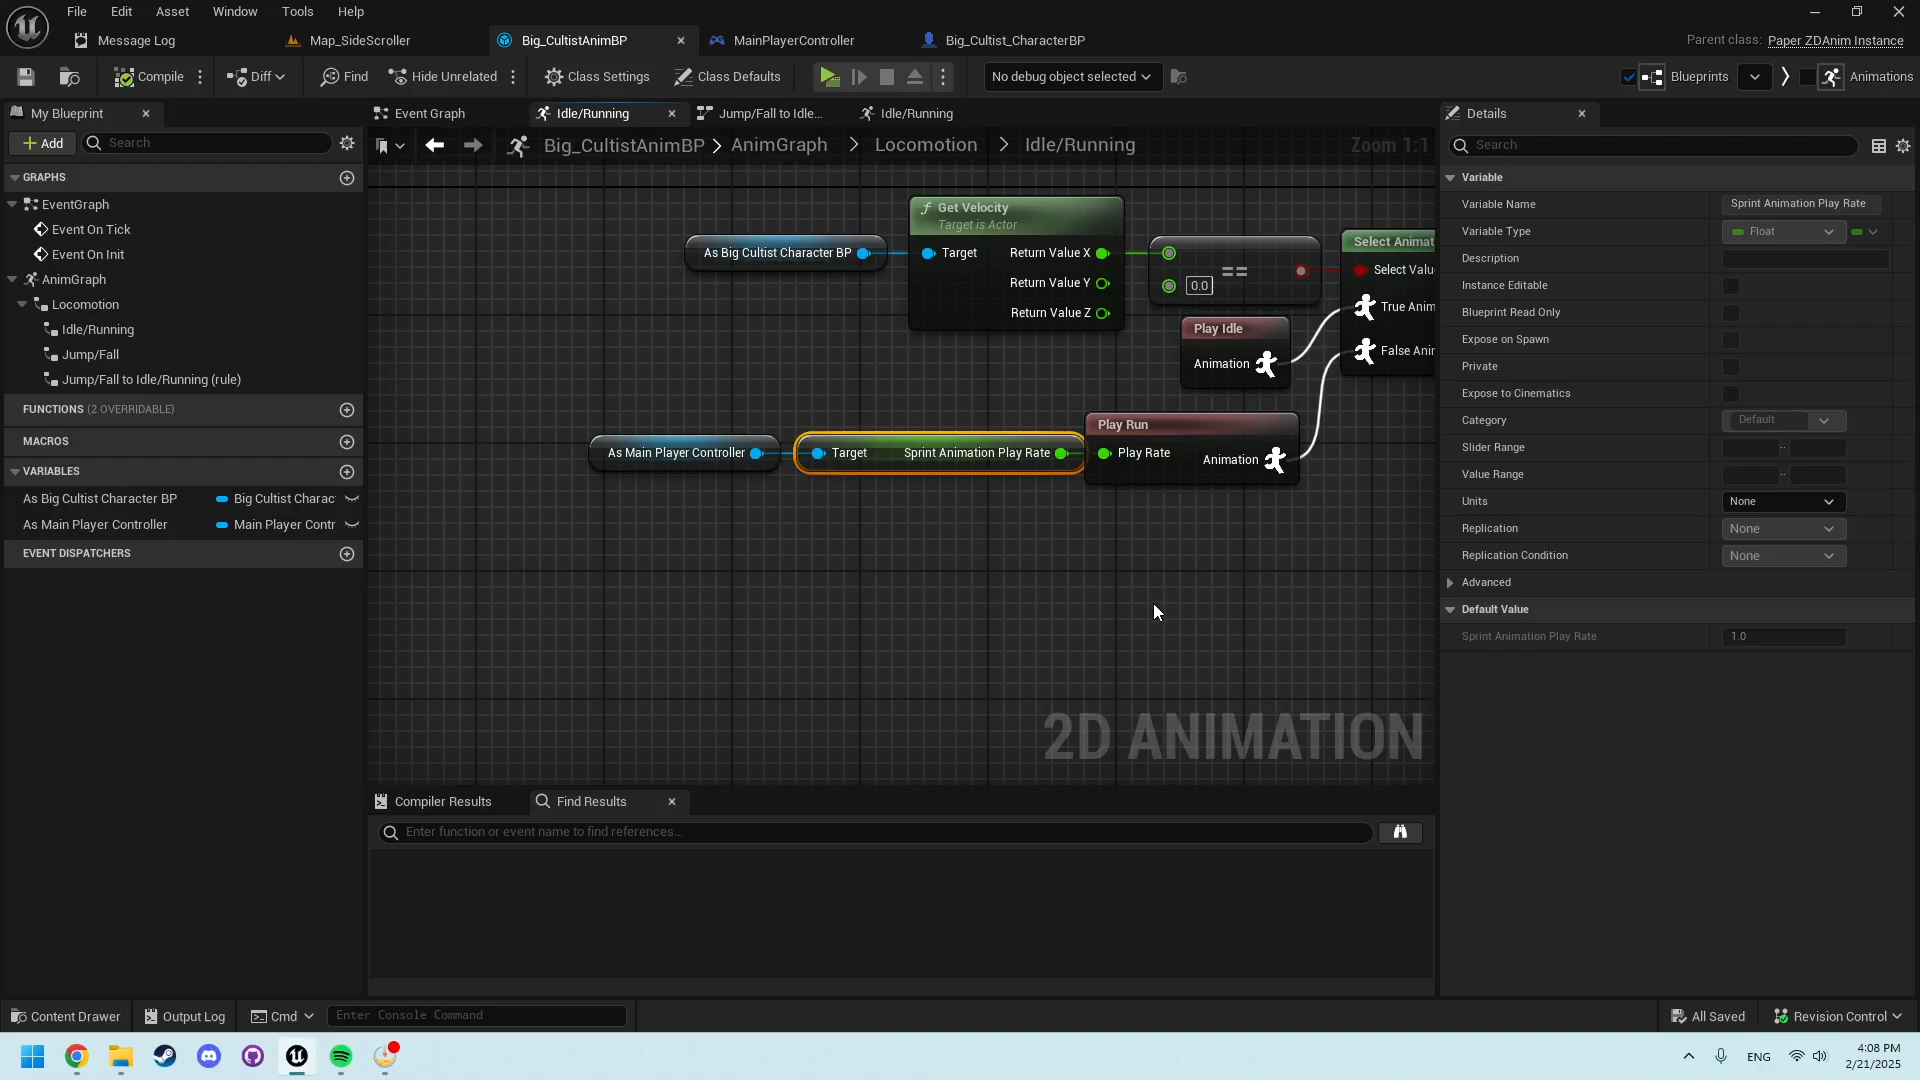 File Edit Asset Window Tools Help
Message Log Map_SideScroller Big_CultistAnimBP MainPlayerController Big_Cultist_CharacterBP Parent class: Paper ZDAnim Instance
Compile Diff Find Hide Unrelated Class Settings Class Defaults No debug object selected Blueprints Animations
My Blueprint
Event Graph Idle/Running Jump/Fall to Idle... Idle/Running
Details
Add Search
Big_CultistAnimBP > AnimGraph > Locomotion > Idle/Running Zoom 1:1
Search
GRAPHS
EventGraph
Event On Tick
Event On Init
AnimGraph
Locomotion
Idle/Running
Jump/Fall
Jump/Fall to Idle/Running (rule)
FUNCTIONS (2 OVERRIDABLE)
MACROS
VARIABLES
As Big Cultist Character BP Big Cultist Charac
As Main Player Controller Main Player Contr
EVENT DISPATCHERS
As Big Cultist Character BP
f Get Velocity
Target is Actor
Target Return Value X
Return Value Y
Return Value Z
0.0 ==
Select Animat
Select Valu
True Anim
False Anin
Play Idle
Animation
As Main Player Controller
Target Sprint Animation Play Rate
Play Run
Play Rate Animation
2D ANIMATION
Variable
Variable Name Sprint Animation Play Rate
Variable Type Float
Description
Instance Editable
Blueprint Read Only
Expose on Spawn
Private
Expose to Cinematics
Category Default
Slider Range
Value Range
Units None
Replication None
Replication Condition None
Advanced
Default Value
Sprint Animation Play Rate 1.0
Compiler Results Find Results
Enter function or event name to find references...
Content Drawer Output Log Cmd Enter Console Command All Saved Revision Control
ENG
4:08 PM
2/21/2025